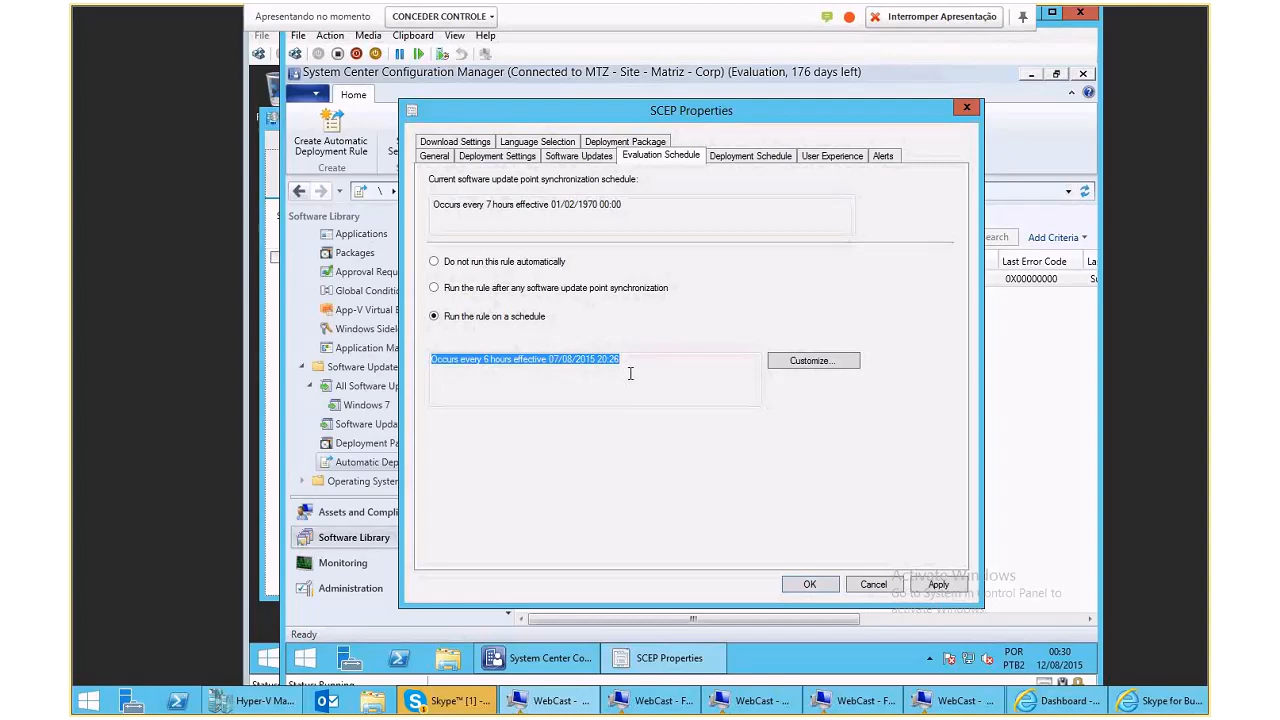 Apresentando no momento
CONCEDER CONTROLE
Interromper Apresentação
File
File Action Media Clipboard View Help
System Center Configuration Manager (Connected to MTZ - Site - Matriz - Corp) (Evaluation, 176 days left)
Home
Create Automatic
Deployment Rule
Create
SCEP Properties
Download Settings Language Selection Deployment Package
General Deployment Settings Software Updates Evaluation Schedule Deployment Schedule User Experience Alerts
Current software update point synchronization schedule:
Occurs every 7 hours effective 01/02/1970 00:00
Do not run this rule automatically
Run the rule after any software update point synchronization
Run the rule on a schedule
Occurs every 6 hours effective 07/08/2015 20:26
Customize...
OK Cancel Apply
\
Software Library
Applications
Packages
Approval Requ
Global Conditi
App-V Virtual E
Windows Sidel
Application Ma
Software Update
All Software Up
Windows 7
Software Upda
Deployment Pa
Automatic Dep
Operating System
Assets and Compli
Software Library
Monitoring
Administration
earch Add Criteria
Last Error Code La
0X00000000 Su
Activate Windows
Go to System in Control Panel to
activate Windows.
Ready
System Center Co... SCEP Properties
POR
PTB2
00:30
12/08/2015
Status: Running
Hyper-V Ma... Skype™ [1] -... WebCast - ... WebCast - F... WebCast - ... WebCast - F... WebCast - ... Dashboard -... Skype for Bu...